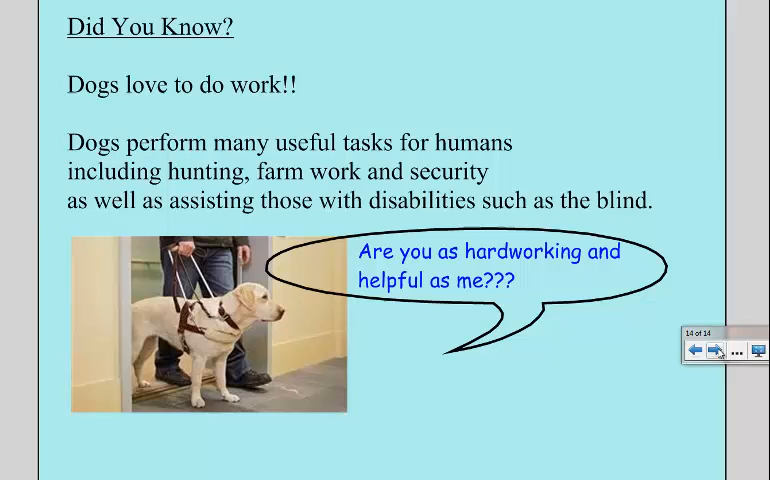 Did You Know?
Dogs love to do work!!
Dogs perform many useful tasks for humans
including hunting, farm work and security
as well as assisting those with disabilities such as the blind.
Are you as hardworking and
helpful as me???
14 of 14